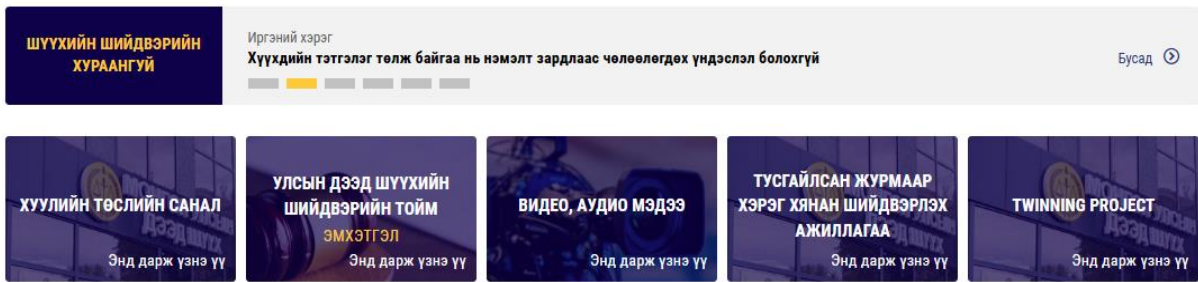 ШҮҮХИЙН ШИЙДВЭРИЙН
ХУРААНГУЙ
Иргэний хэрэг
Хүүхдийн тэтгэлэг төлж байгаа нь нэмэлт зардлаас чөлөөлөгдөх үндэслэл болохгүй
Бусад
ХУУЛИЙН ТӨСЛИЙН САНАЛ
Энд дарж үзнэ үү
УЛСЫН ДЭЭД ШҮҮХИЙН
ШИЙДВЭРИЙН ТОЙМ
ЭМХЭТГЭЛ
Энд дарж үзнэ үү
ВИДЕО, АУДИО МЭДЭЭ
Энд дарж үзнэ үү
ТУСГАЙЛСАН ЖУРМААР
ХЭРЭГ ХЯНАН ШИЙДВЭРЛЭХ
АЖИЛЛАГАА
Энд дарж үзнэ үү
TWINNING PROJECT
Энд дарж үзнэ үү